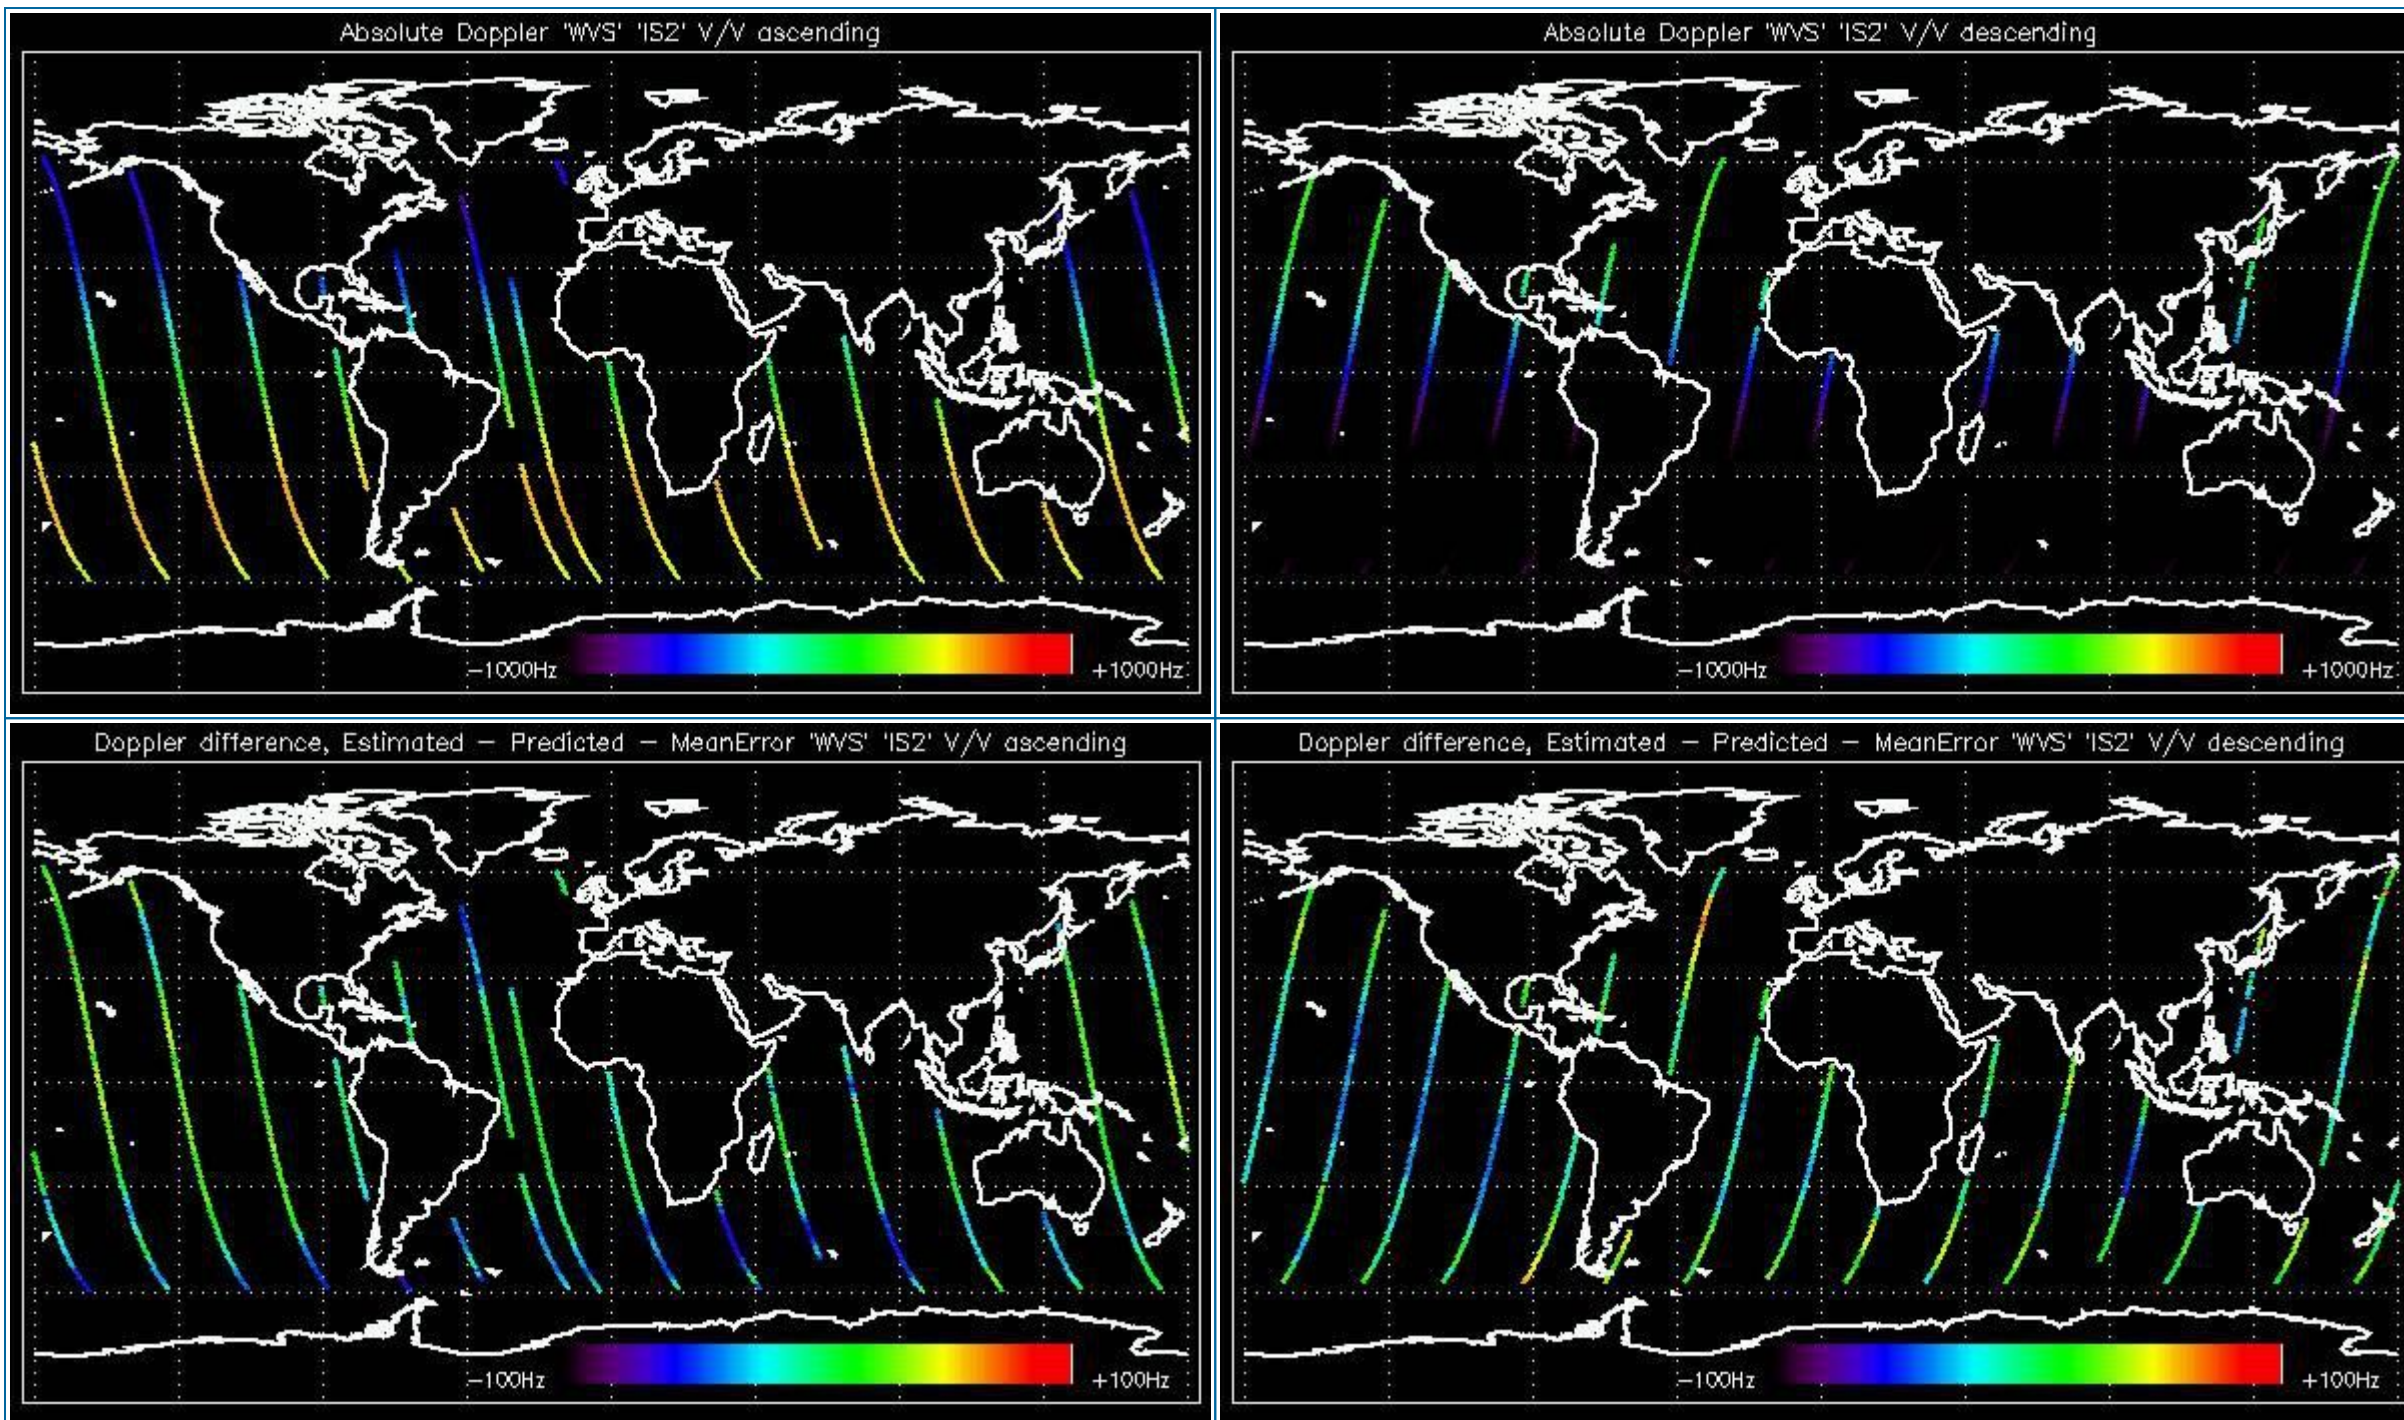 Absolute Doppler 'WVS' 'IS2' V/V ascending
−1000Hz
+1000Hz
Absolute Doppler 'WVS' 'IS2' V/V descending
−1000Hz
+1000Hz
Doppler difference, Estimated − Predicted − MeanError 'WVS' 'IS2' V/V ascending
−100Hz
+100Hz
Doppler difference, Estimated − Predicted − MeanError 'WVS' 'IS2' V/V descending
−100Hz
+100Hz